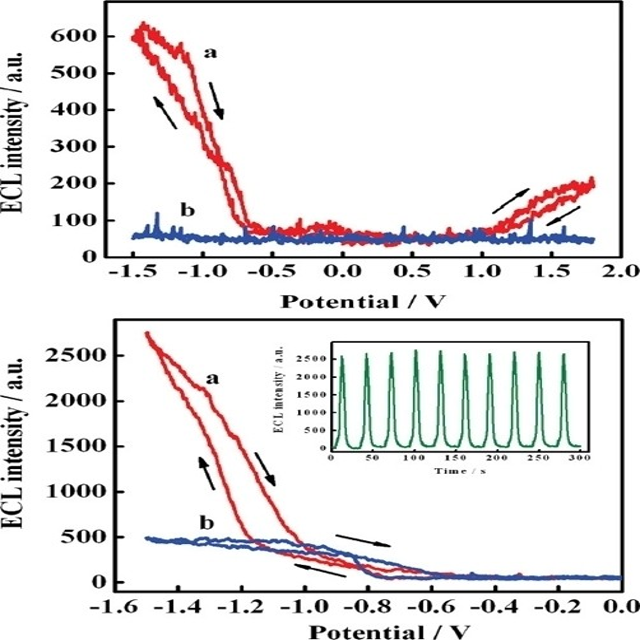 600
500
400
300
200
100
0
ECL intensity / a.u.
a
b
-1.5 -1.0 -0.5 0.0 0.5 1.0 1.5 2.0
Potential / V
2500
2000
1500
1000
500
0
ECL intensity / a.u.
a
b
2500
2000
1500
1000
500
0
ECL intensity / a.u.
0 50 100 150 200 250 300
Time / s
-1.6 -1.4 -1.2 -1.0 -0.8 -0.6 -0.4 -0.2 0.0
Potential / V